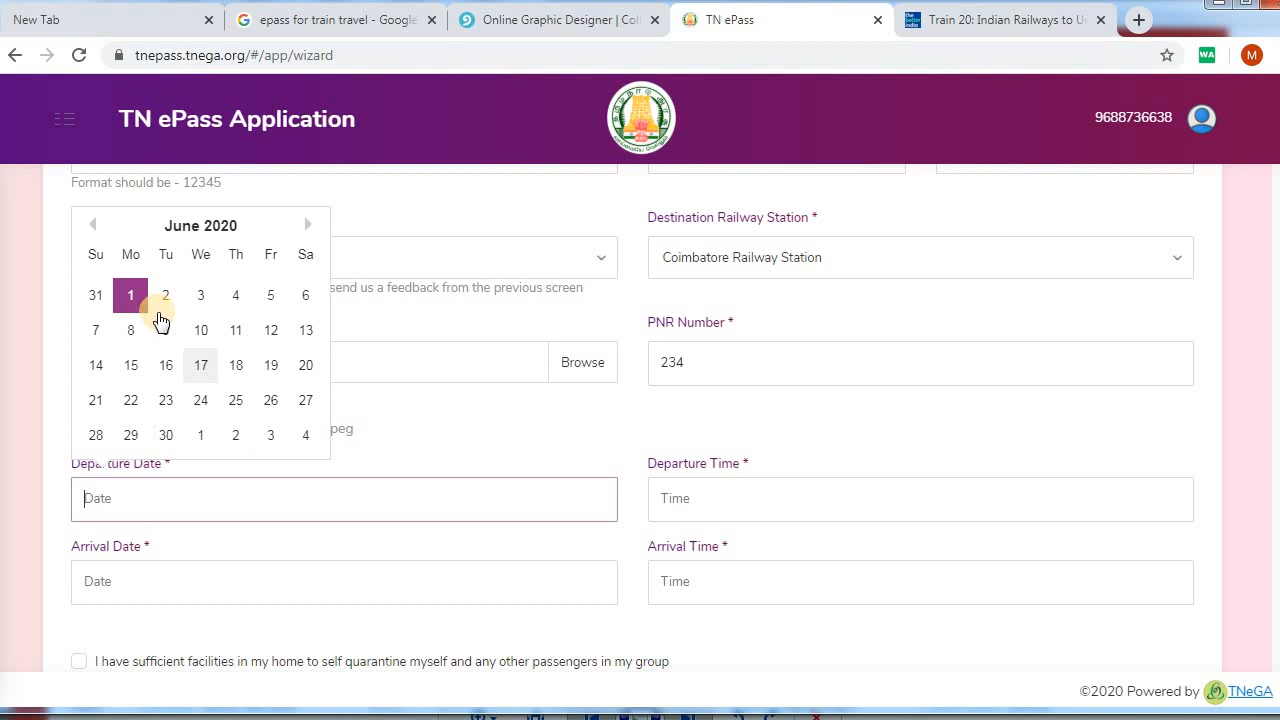 New Tab
epass for train travel - Google
Online Graphic Designer | Col
TN ePass
Train 20: Indian Railways to U
tnepass.tnega.org/#/app/wizard
WA
M
TN ePass Application
9688736638
Format should be - 12345
June 2020
Su Mo Tu We Th Fr Sa
31 1 2 3 4 5 6
7 8 10 11 12 13
14 15 16 17 18 19 20
21 22 23 24 25 26 27
28 29 30 1 2 3 4
Destination Railway Station *
Coimbatore Railway Station
send us a feedback from the previous screen
PNR Number *
Browse
234
peg
Departure Date *
Departure Time *
Date
Time
Arrival Date *
Arrival Time *
Date
Time
I have sufficient facilities in my home to self quarantine myself and any other passengers in my group
©2020 Powered by TNeGA